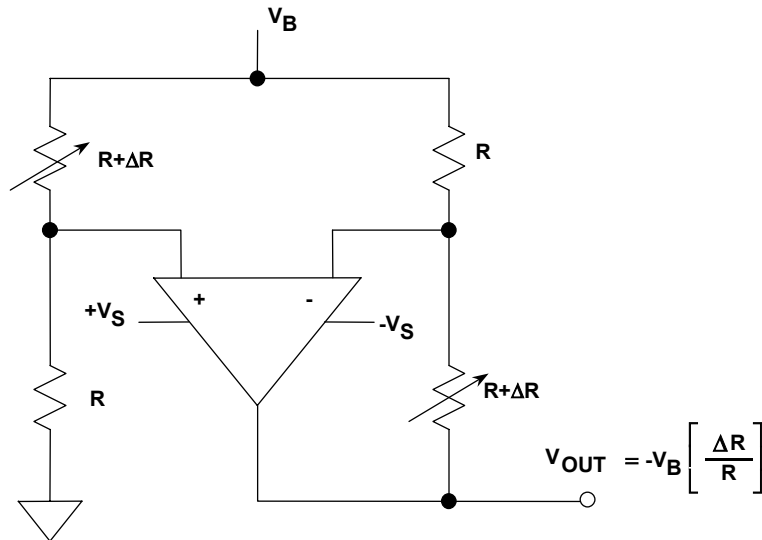 V_B
R+ΔR
R
+ -
+V_S
-V_S
R
R+ΔR
V_OUT = -V_B [ ΔR / R ]